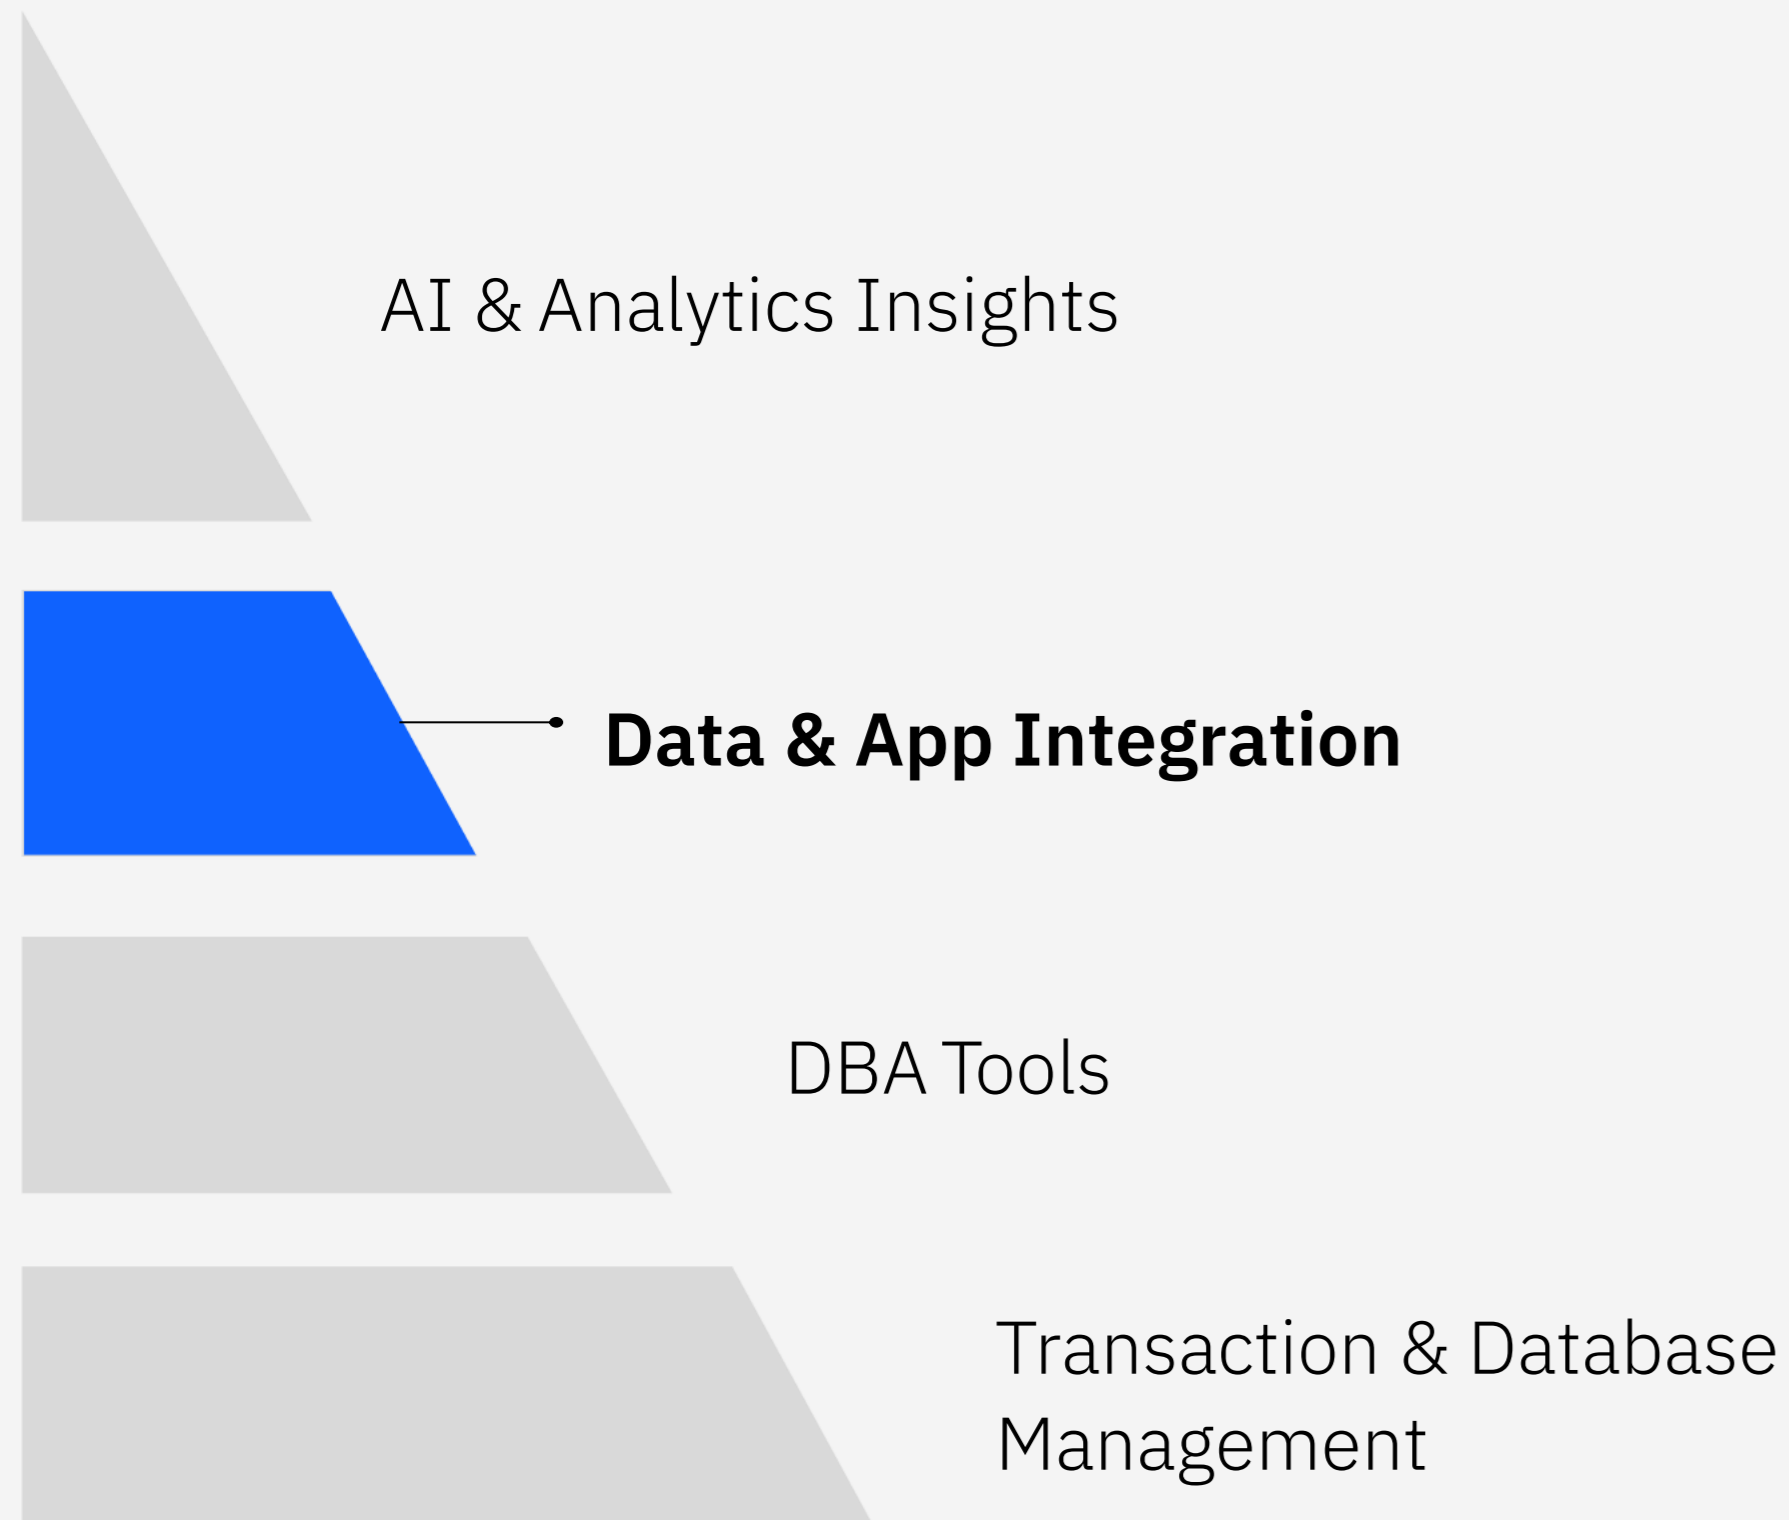 AI & Analytics Insights
Data & App Integration
DBA Tools
Transaction & Database
Management